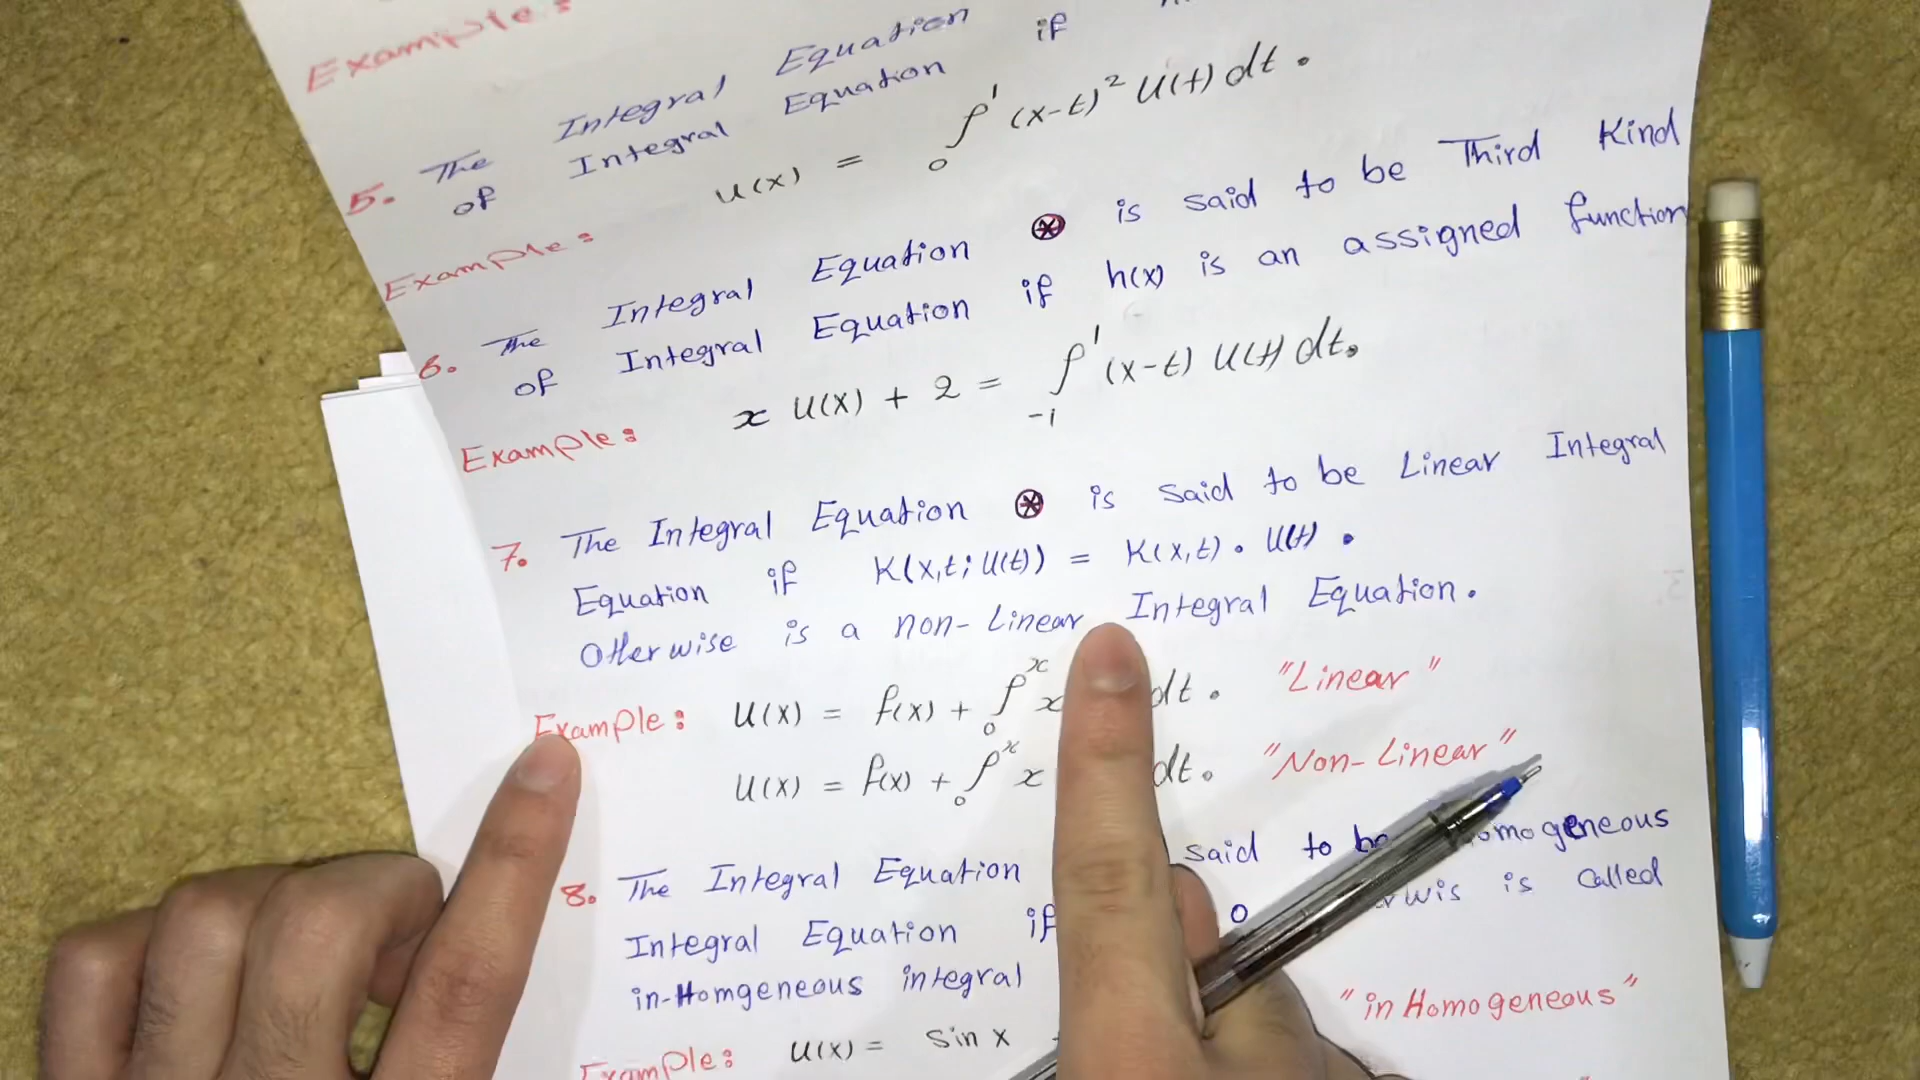 Example:
5. The Integral Equation
of Integral Equation if
Example: u(x) = ∫₀¹ (x-t)² u(t) dt.
6. The Integral Equation ⊛ is said to be Third Kind
of Integral Equation if h(x) is an assigned function
Example: x u(x) + 2 = ∫₋₁¹ (x-t) u(t) dt.
7. The Integral Equation ⊛ is said to be Linear Integral
Equation if K(x,t; u(t)) = K(x,t) . u(t) .
Otherwise is a non-Linear Integral Equation.
Example: u(x) = f(x) + ∫₀ˣ x dt. "Linear"
u(x) = f(x) + ∫₀ˣ x dt. "Non-Linear"
8. The Integral Equation said to be
Integral Equation if 0 is called
in-Homgeneous integral
"in Homogeneous"
Example: u(x) = sin x